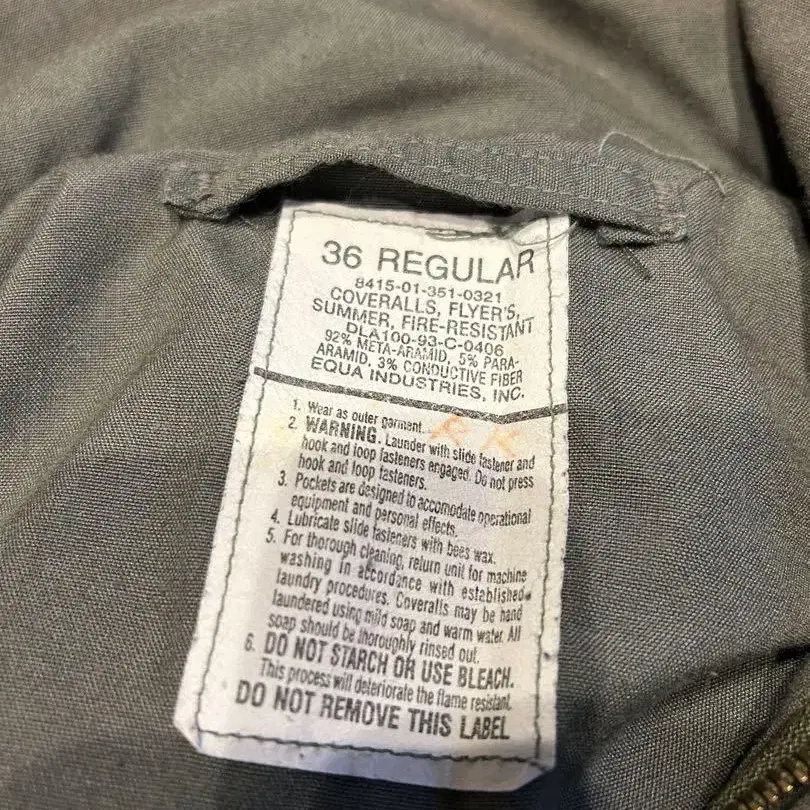 36 REGULAR
8415-01-351-0321
COVERALLS, FLYER'S,
SUMMER, FIRE-RESISTANT
DLA100-93-C-0406
92% META-ARAMID, 5% PARA-
ARAMID, 3% CONDUCTIVE FIBER
EQUA INDUSTRIES, INC.
1. Wear as outer garment.
2. WARNING. Launder with slide fastener and
hook and loop fasteners engaged. Do not press
hook and loop fasteners.
3. Pockets are designed to accomodate operational
equipment and personal effects.
4. Lubricate slide fasteners with bees wax.
5. For thorough cleaning, return unit for machine
washing in accordance with established
laundry procedures. Coveralls may be hand
laundered using mild soap and warm water. All
soap should be thoroughly rinsed out.
6. DO NOT STARCH OR USE BLEACH.
This process will deteriorate the flame resistant.
DO NOT REMOVE THIS LABEL